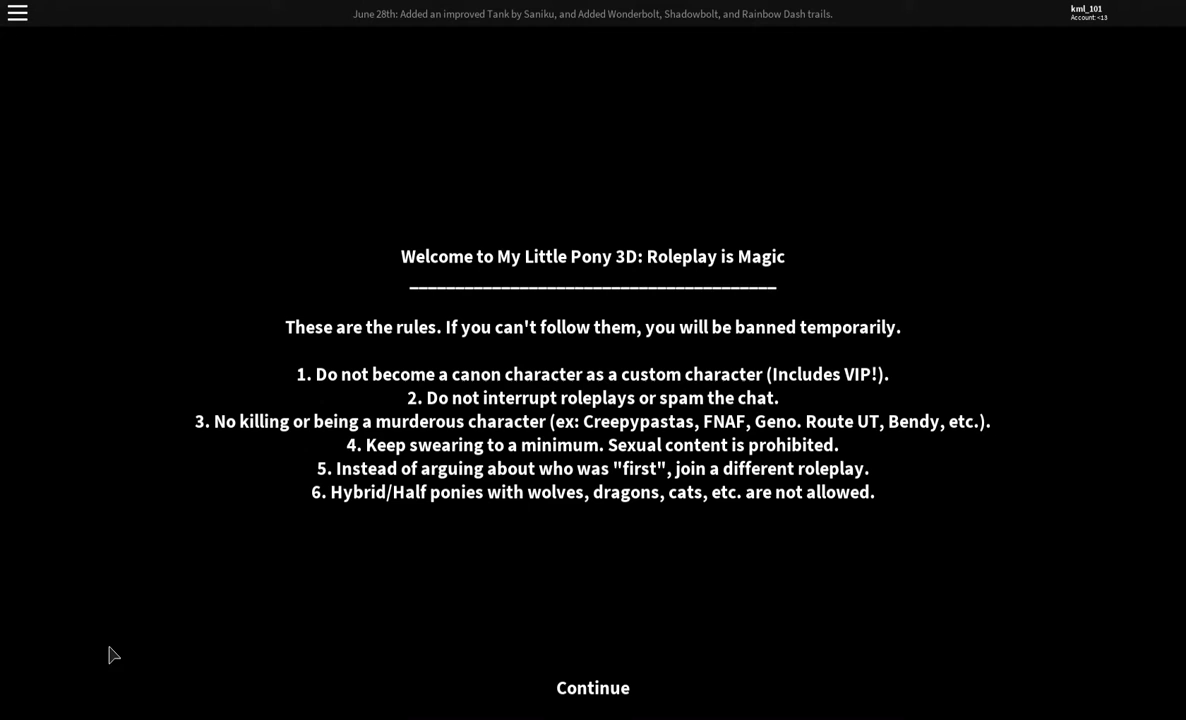 June 28th: Added an improved Tank by Saniku, and Added Wonderbolt, Shadowbolt, and Rainbow Dash trails.
kml_101
Account: <13
Welcome to My Little Pony 3D: Roleplay is Magic
________________________________________
These are the rules. If you can't follow them, you will be banned temporarily.
1. Do not become a canon character as a custom character (Includes VIP!).
2. Do not interrupt roleplays or spam the chat.
3. No killing or being a murderous character (ex: Creepypastas, FNAF, Geno. Route UT, Bendy, etc.).
4. Keep swearing to a minimum. Sexual content is prohibited.
5. Instead of arguing about who was "first", join a different roleplay.
6. Hybrid/Half ponies with wolves, dragons, cats, etc. are not allowed.
Continue